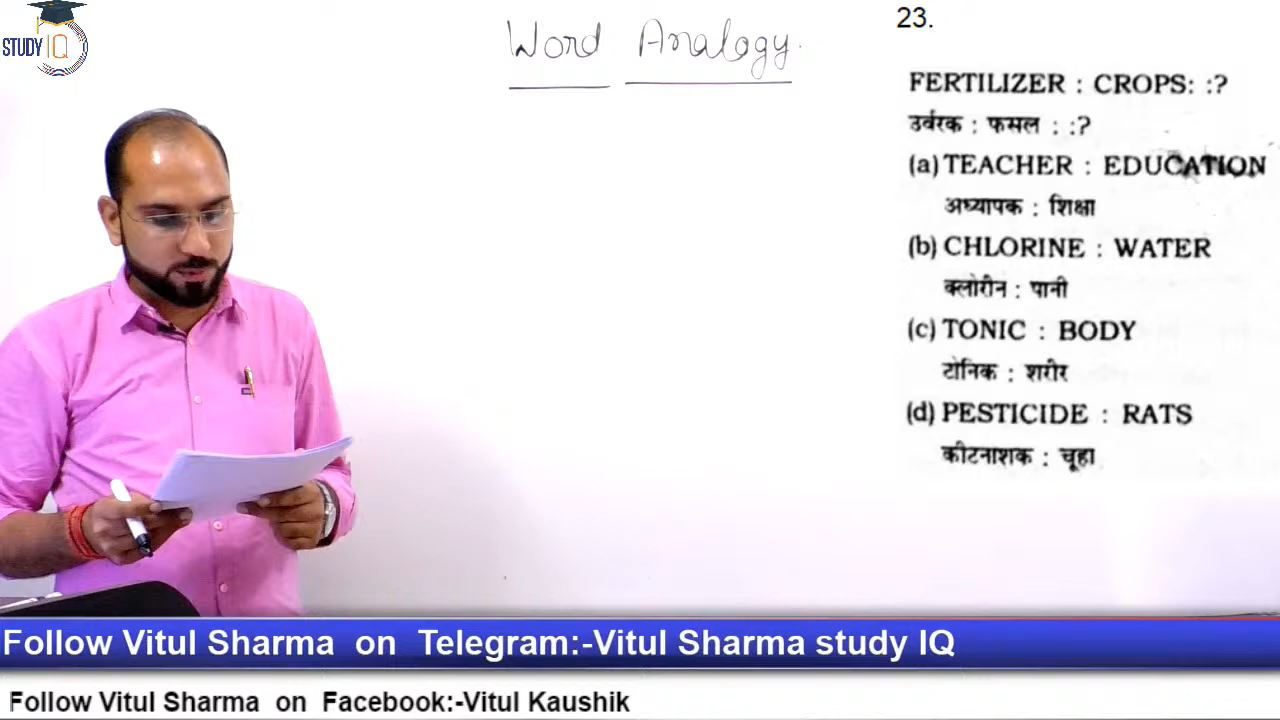 STUDY IQ
Word Analogy.
23.
FERTILIZER : CROPS: :?
उर्वरक : फसल : :?
(a) TEACHER : EDUCATION
अध्यापक : शिक्षा
(b) CHLORINE : WATER
क्लोरीन : पानी
(c) TONIC : BODY
टोनिक : शरीर
(d) PESTICIDE : RATS
कीटनाशक : चूहा
Follow Vitul Sharma on Telegram:-Vitul Sharma study IQ
Follow Vitul Sharma on Facebook:-Vitul Kaushik